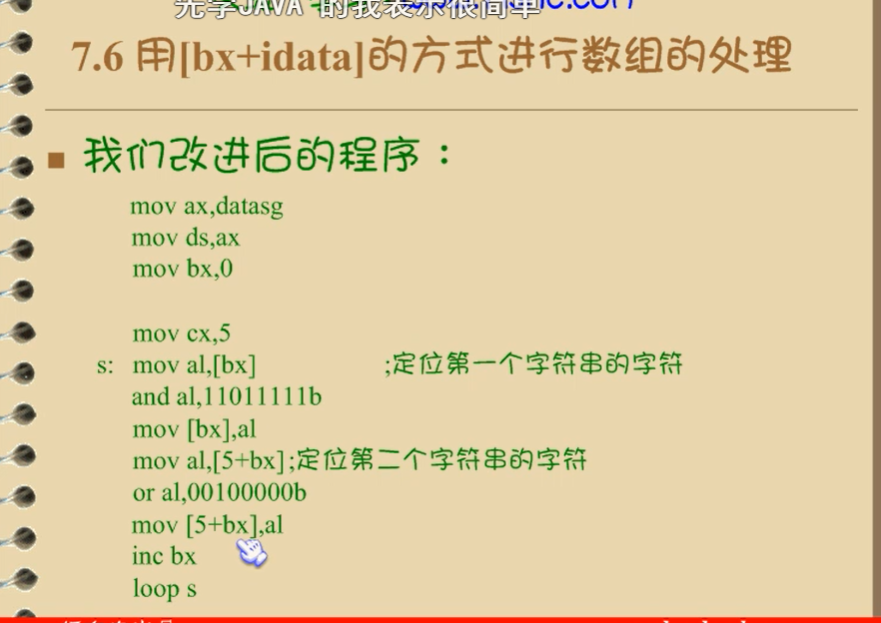 先学JAVA 的我表示很简单
7.6 用[bx+idata]的方式进行数组的处理
■ 我们改进后的程序：
mov ax,datasg
mov ds,ax
mov bx,0
mov cx,5
s: mov al,[bx] ;定位第一个字符串的字符
and al,11011111b
mov [bx],al
mov al,[5+bx];定位第二个字符串的字符
or al,00100000b
mov [5+bx],al
inc bx
loop s